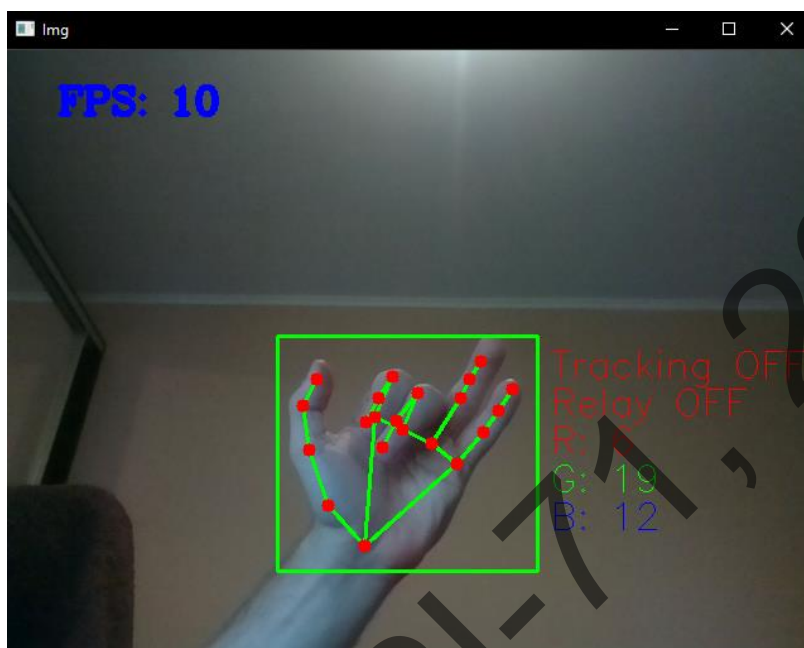 Img
FPS: 10
Tracking OFF
Relay OFF
R:
G: 19
B: 12